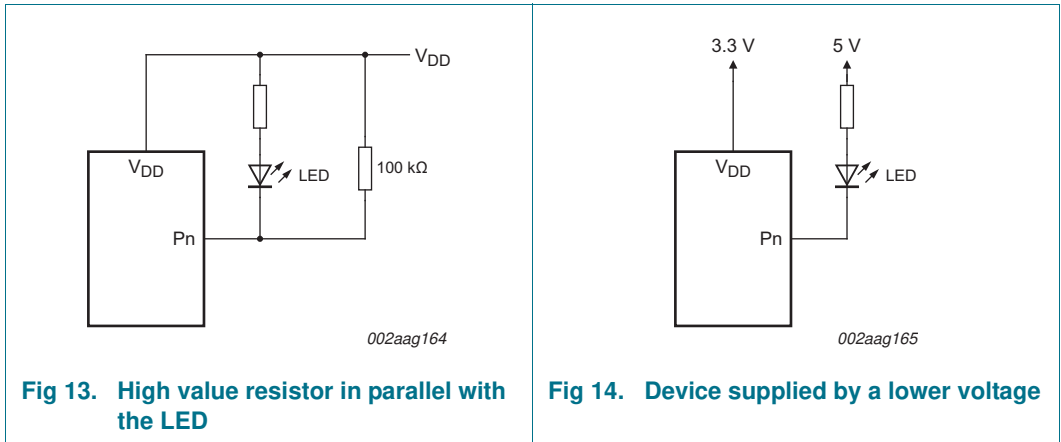 VDD
VDD
LED
100 kΩ
Pn
002aag164
Fig 13. High value resistor in parallel with
the LED
3.3 V
5 V
VDD
LED
Pn
002aag165
Fig 14. Device supplied by a lower voltage